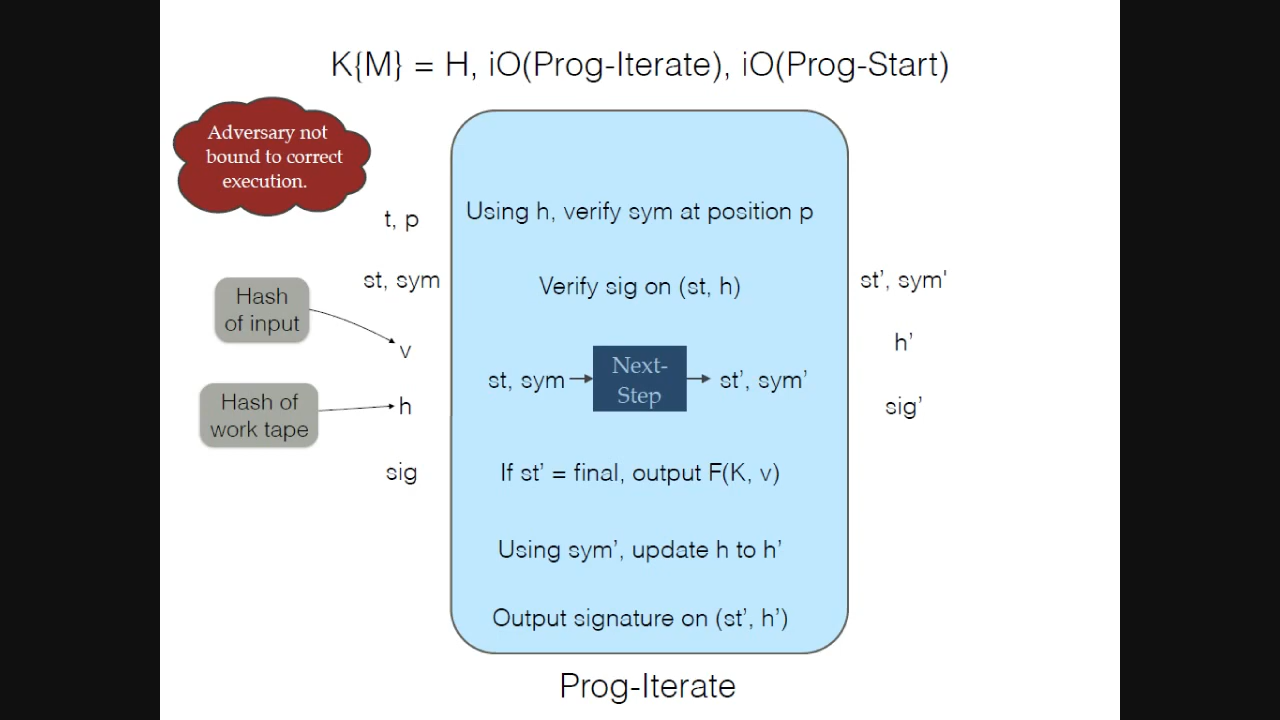 K{M} = H, iO(Prog-Iterate), iO(Prog-Start)
Adversary not
bound to correct
execution.
t, p
Using h, verify sym at position p
st, sym
Verify sig on (st, h)
st’, sym'
Hash
of input
v
h’
st, sym
Next-
Step
st’, sym’
Hash of
work tape
h
sig’
sig
If st’ = final, output F(K, v)
Using sym’, update h to h’
Output signature on (st’, h’)
Prog-Iterate